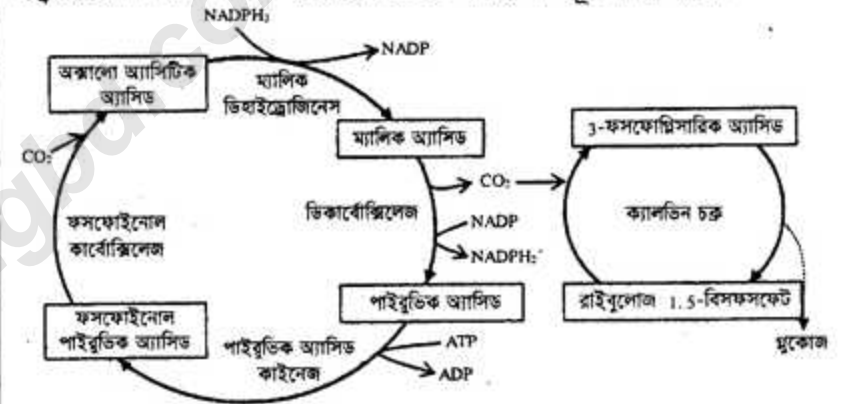 NADPH₂
NADP
অক্সালো অ্যাসিটিক
অ্যাসিড
ম্যালিক
ডিহাইড্রোজিনেস
ম্যালিক অ্যাসিড
CO₂
CO₂
3-ফসফোগ্লিসারিক অ্যাসিড
ফসফোইনোল
কার্বোক্সিলেজ
ডিকার্বোক্সিলেজ
NADP
NADPH₂
ক্যালভিন চক্র
ফসফোইনোল
পাইরুভিক অ্যাসিড
পাইরুভিক অ্যাসিড
রাইবুলোজ 1.5-বিসফসফেট
পাইরুভিক অ্যাসিড
কাইনেজ
ATP
ADP
গ্লুকোজ